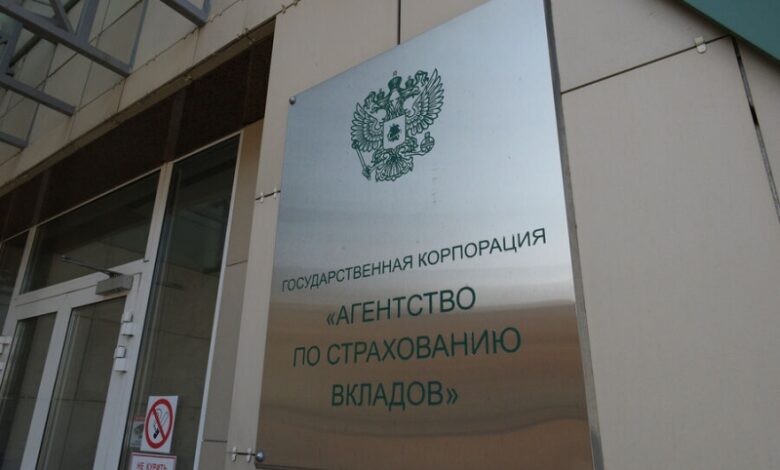 ГОСУДАРСТВЕННАЯ КОРПОРАЦИЯ
«АГЕНТСТВО
ПО СТРАХОВАНИЮ
ВКЛАДОВ»
НЕ КУРИТЬ